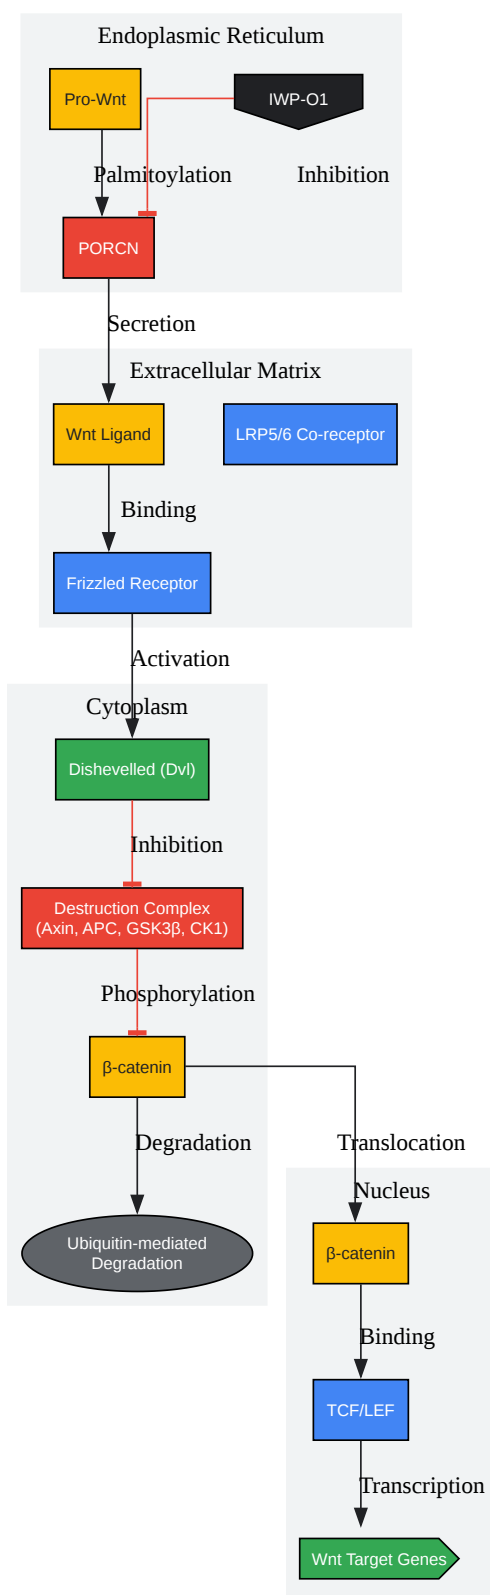 Endoplasmic Reticulum
Pro-Wnt
IWP-O1
Palmitoylation
Inhibition
PORCN
Secretion
Extracellular Matrix
Wnt Ligand
LRP5/6 Co-receptor
Binding
Frizzled Receptor
Activation
Cytoplasm
Dishevelled (Dvl)
Inhibition
Destruction Complex
(Axin, APC, GSK3β, CK1)
Phosphorylation
β-catenin
Degradation
Translocation
Nucleus
Ubiquitin-mediated
Degradation
β-catenin
Binding
TCF/LEF
Transcription
Wnt Target Genes